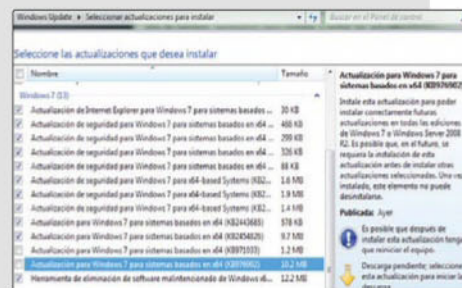 Windows Update ▸ Seleccionar actualizaciones para instalar
Buscar en el Panel de control
Seleccione las actualizaciones que desea instalar
Nombre Tamaño
Windows 7 (13)
Actualización de Internet Explorer para Windows 7 para sistemas basados ... 30 KB
Actualización de seguridad para Windows 7 para sistemas basados en x64 ... 466 KB
Actualización de seguridad para Windows 7 para sistemas basados en x64 ... 299 KB
Actualización de seguridad para Windows 7 para sistemas basados en x64 ... 326 KB
Actualización de seguridad para Windows 7 para sistemas basados en x64 ... 88 KB
Actualización de seguridad para Windows 7 para x64-based Systems (KB2... 1.6 MB
Actualización de seguridad para Windows 7 para x64-based Systems (KB2... 1.9 MB
Actualización de seguridad para Windows 7 para x64-based Systems (KB2... 1.4 MB
Actualización para Windows 7 para sistemas basados en x64 (KB2443685) 578 KB
Actualización para Windows 7 para sistemas basados en x64 (KB2454826) 9.7 MB
Actualización para Windows 7 para sistemas basados en x64 (KB971033) 1.2 MB
Actualización para Windows 7 para sistemas basados en x64 (KB976902) 10.2 MB
Herramienta de eliminación de software malintencionado de Windows x6... 12.2 MB
Actualización para Windows 7 para
sistemas basados en x64 (KB976902)
Instale esta actualización para poder
instalar correctamente futuras
actualizaciones en todas las ediciones
de Windows 7 o Windows Server 2008
R2. Es posible que, en el futuro, se
requiera la instalación de esta
actualización antes de instalar otras
actualizaciones seleccionadas. Una vez
instalado, este elemento no puede
desinstalarse.
Publicada: Ayer
Es posible que después de
instalar esta actualización tenga
que reiniciar el equipo.
Descarga pendiente; seleccione
esta actualización para iniciar la
descarga.